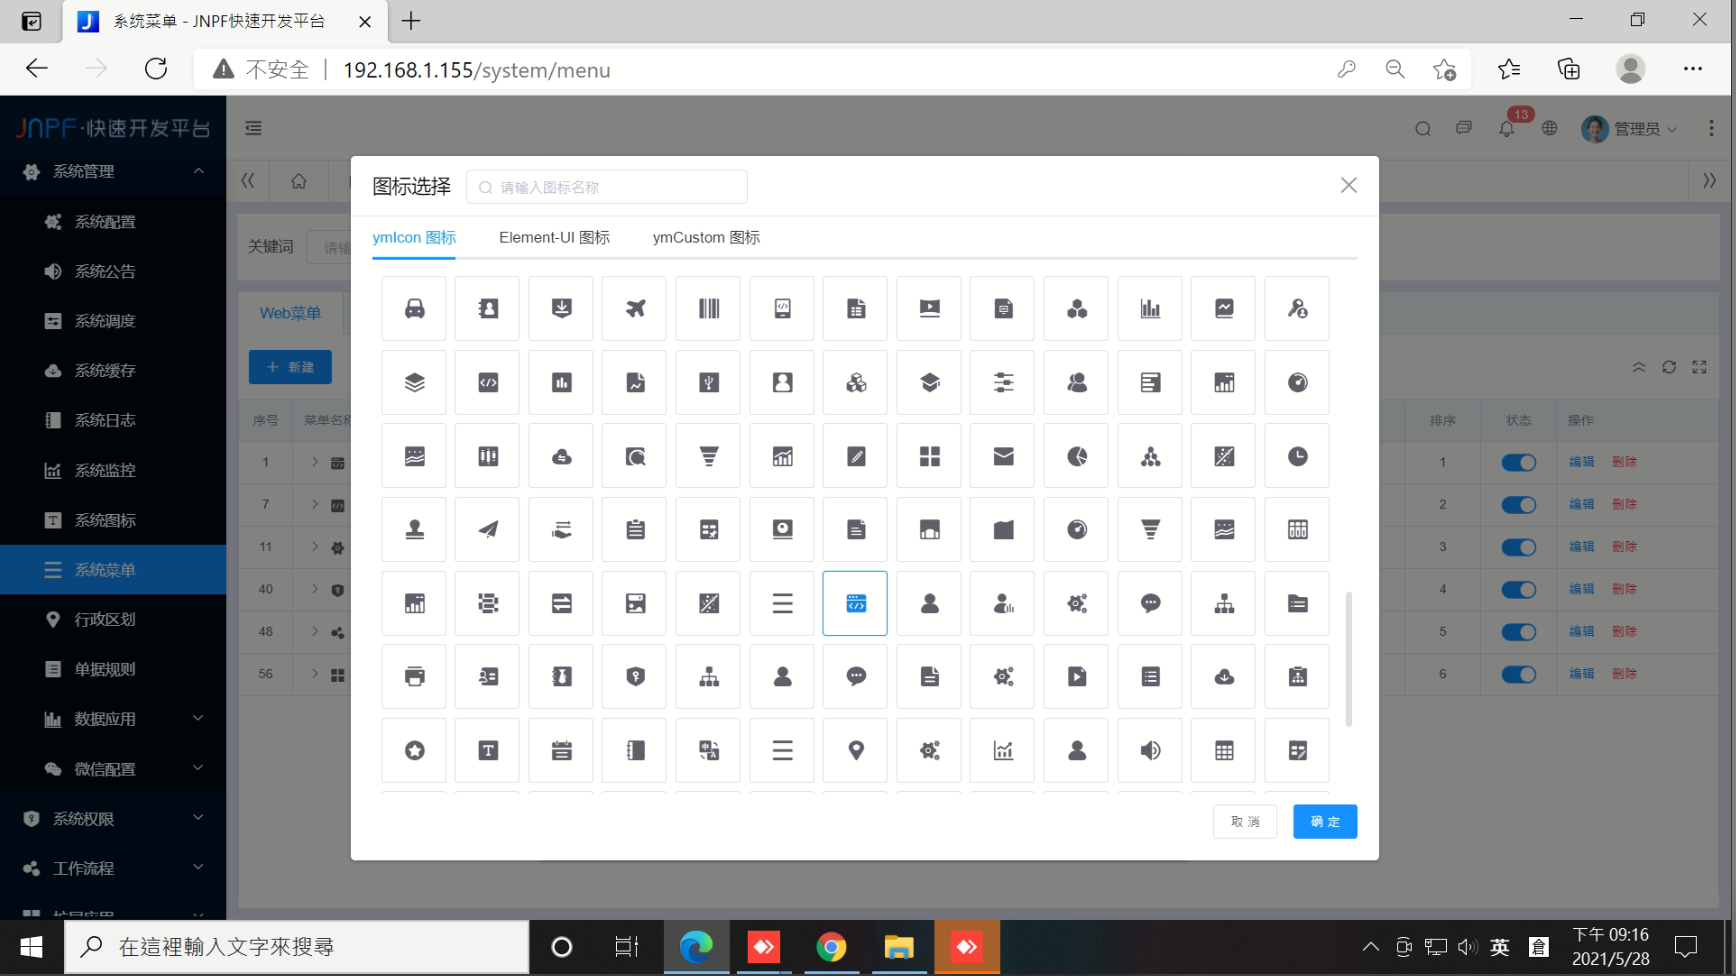 系统菜单 - JNPF快速开发平台
不安全 | 192.168.1.155/system/menu
JNPF·快速开发平台
13
管理员
系统管理
系统配置
系统公告
系统调度
系统缓存
系统日志
系统监控
系统图标
系统菜单
行政区划
单据规则
数据应用
微信配置
系统权限
工作流程
扩展应用
关键词
请输
Web菜单
+ 新建
序号 菜单名称 排序 状态 操作
1 1 编辑 删除
7 2 编辑 删除
11 3 编辑 删除
40 4 编辑 删除
48 5 编辑 删除
56 6 编辑 删除
图标选择
请输入图标名称
ymIcon 图标
Element-UI 图标
ymCustom 图标
取消
确定
在這裡輸入文字來搜尋
英
倉
下午 09:16
2021/5/28